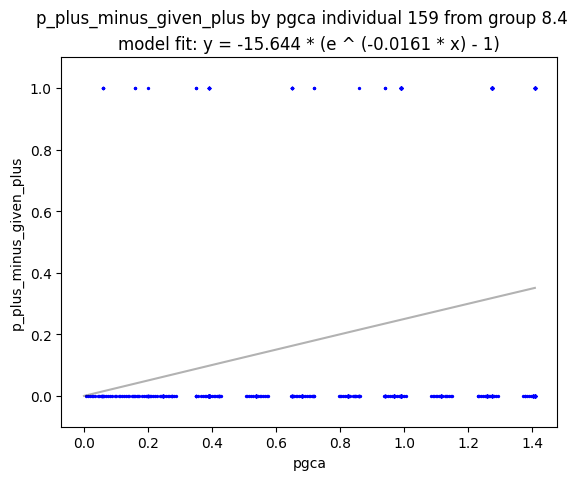 p_plus_minus_given_plus by pgca individual 159 from group 8.4
model fit: y = -15.644 * (e ^ (-0.0161 * x) - 1)
1.0
0.8
0.6
0.4
0.2
0.0
p_plus_minus_given_plus
0.0 0.2 0.4 0.6 0.8 1.0 1.2 1.4
pgca